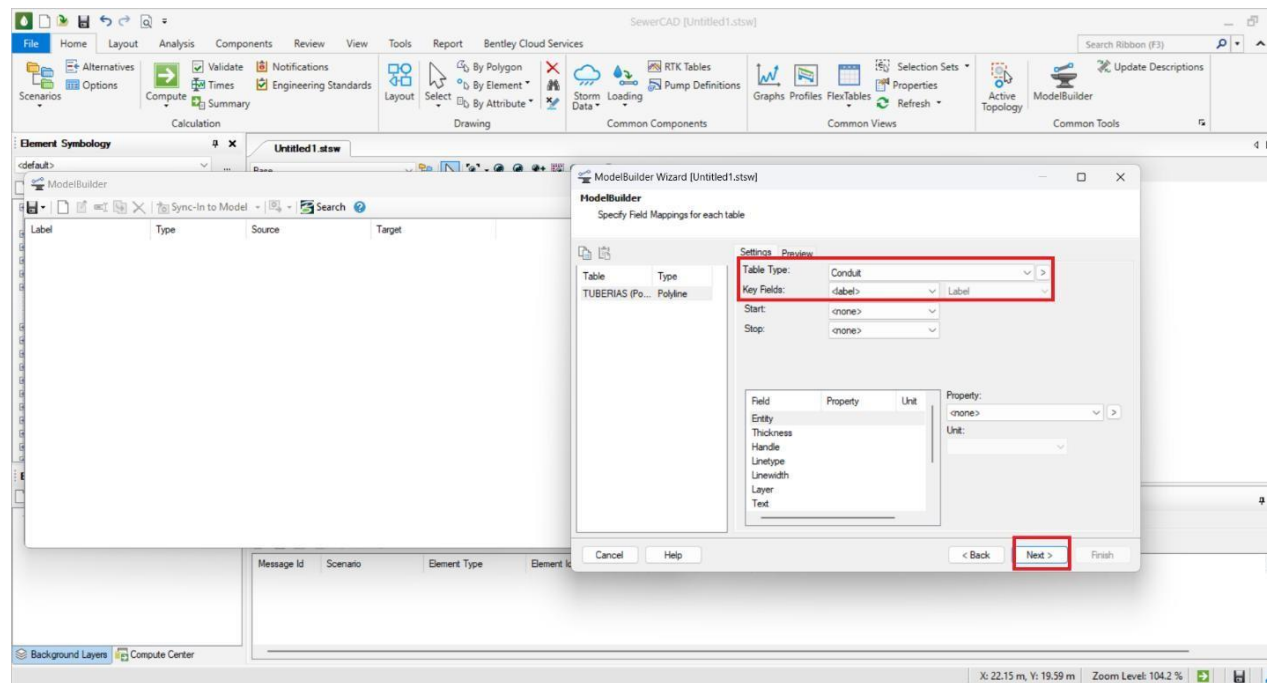 SewerCAD [Untitled1.stsw]
File Home Layout Analysis Components Review View Tools Report Bentley Cloud Services Search Ribbon (F3)
Scenarios Alternatives Options Compute Validate Times Summary Notifications Engineering Standards
Calculation
Layout Select By Polygon By Element By Attribute
Drawing
Storm Data Loading RTK Tables Pump Definitions
Common Components
Graphs Profiles FlexTables Selection Sets Properties Refresh
Common Views
Active Topology ModelBuilder Update Descriptions
Common Tools
Element Symbology
<default>
Untitled1.stsw
Base
ModelBuilder
Sync-In to Model Search
Label Type Source Target
ModelBuilder Wizard [Untitled1.stsw]
ModelBuilder
Specify Field Mappings for each table
Table Type
TUBERIAS (Po... Polyline
Settings Preview
Table Type: Conduit >
Key Fields: <label> Label
Start: <none>
Stop: <none>
Field Property Unit
Entity
Thickness
Handle
Linetype
Linewidth
Layer
Text
Property:
<none> >
Unit:
Cancel Help < Back Next > Finish
Message Id Scenario Element Type
Background Layers Compute Center
X: 22.15 m, Y: 19.59 m Zoom Level: 104.2 %